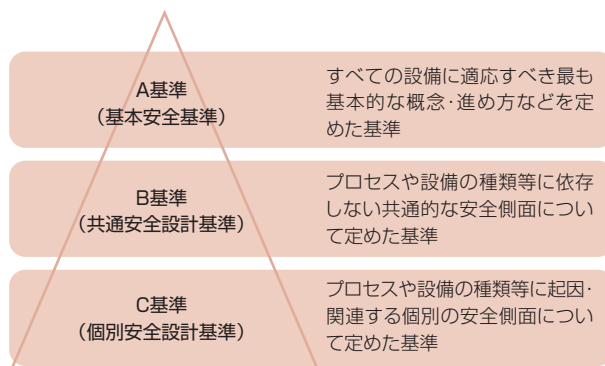 A基準
(基本安全基準)
すべての設備に適応すべき最も
基本的な概念・進め方などを定
めた基準
B基準
(共通安全設計基準)
プロセスや設備の種類等に依存
しない共通的な安全側面につい
て定めた基準
C基準
(個別安全設計基準)
プロセスや設備の種類等に起因・
関連する個別の安全側面につい
て定めた基準